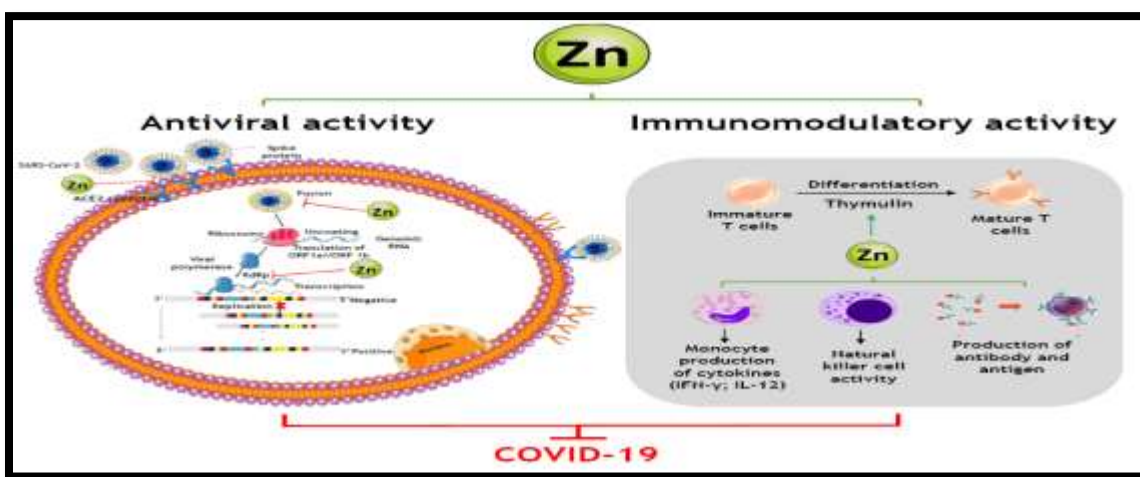 Zn
Antiviral activity
Immunomodulatory activity
SARS-CoV-2
Spike
protein
Zn
ACE2
Fusion
Zn
Ribosome
Uncoating
Genomic
RNA
Translation of
ORF1a/ORF 1b
Viral
polymerase
RdRp
Zn
Transcription
3'
5'Negative
Replication
Positive
Differentiation
Thymulin
Immature
T cells
Mature T
cells
Zn
Monocyte
production
of cytokines
(IFN-γ; IL-12)
Natural
killer cell
activity
Production of
antibody and
antigen
COVID-19